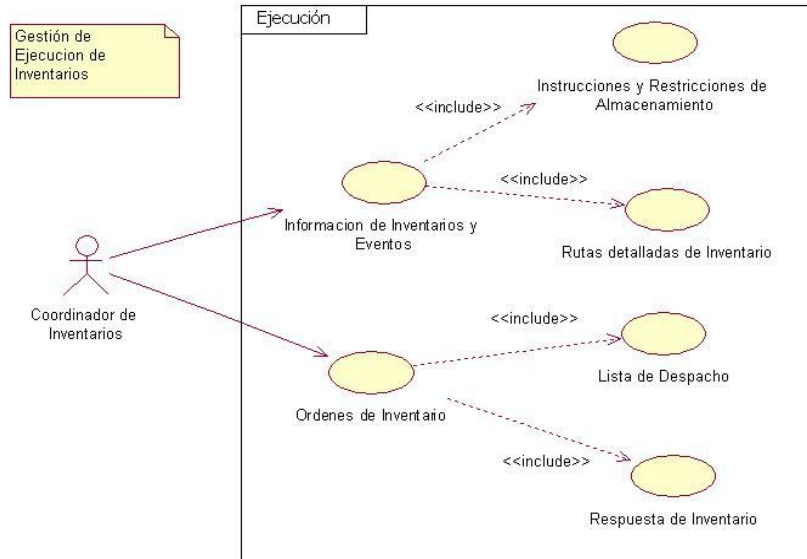 Gestión de
Ejecucion de
Inventarios
Ejecución
Instrucciones y Restricciones de
Almacenamiento
<<include>>
<<include>>
Informacion de Inventarios y
Eventos
Rutas detalladas de Inventario
Coordinador de
Inventarios
<<include>>
Lista de Despacho
Ordenes de Inventario
<<include>>
Respuesta de Inventario